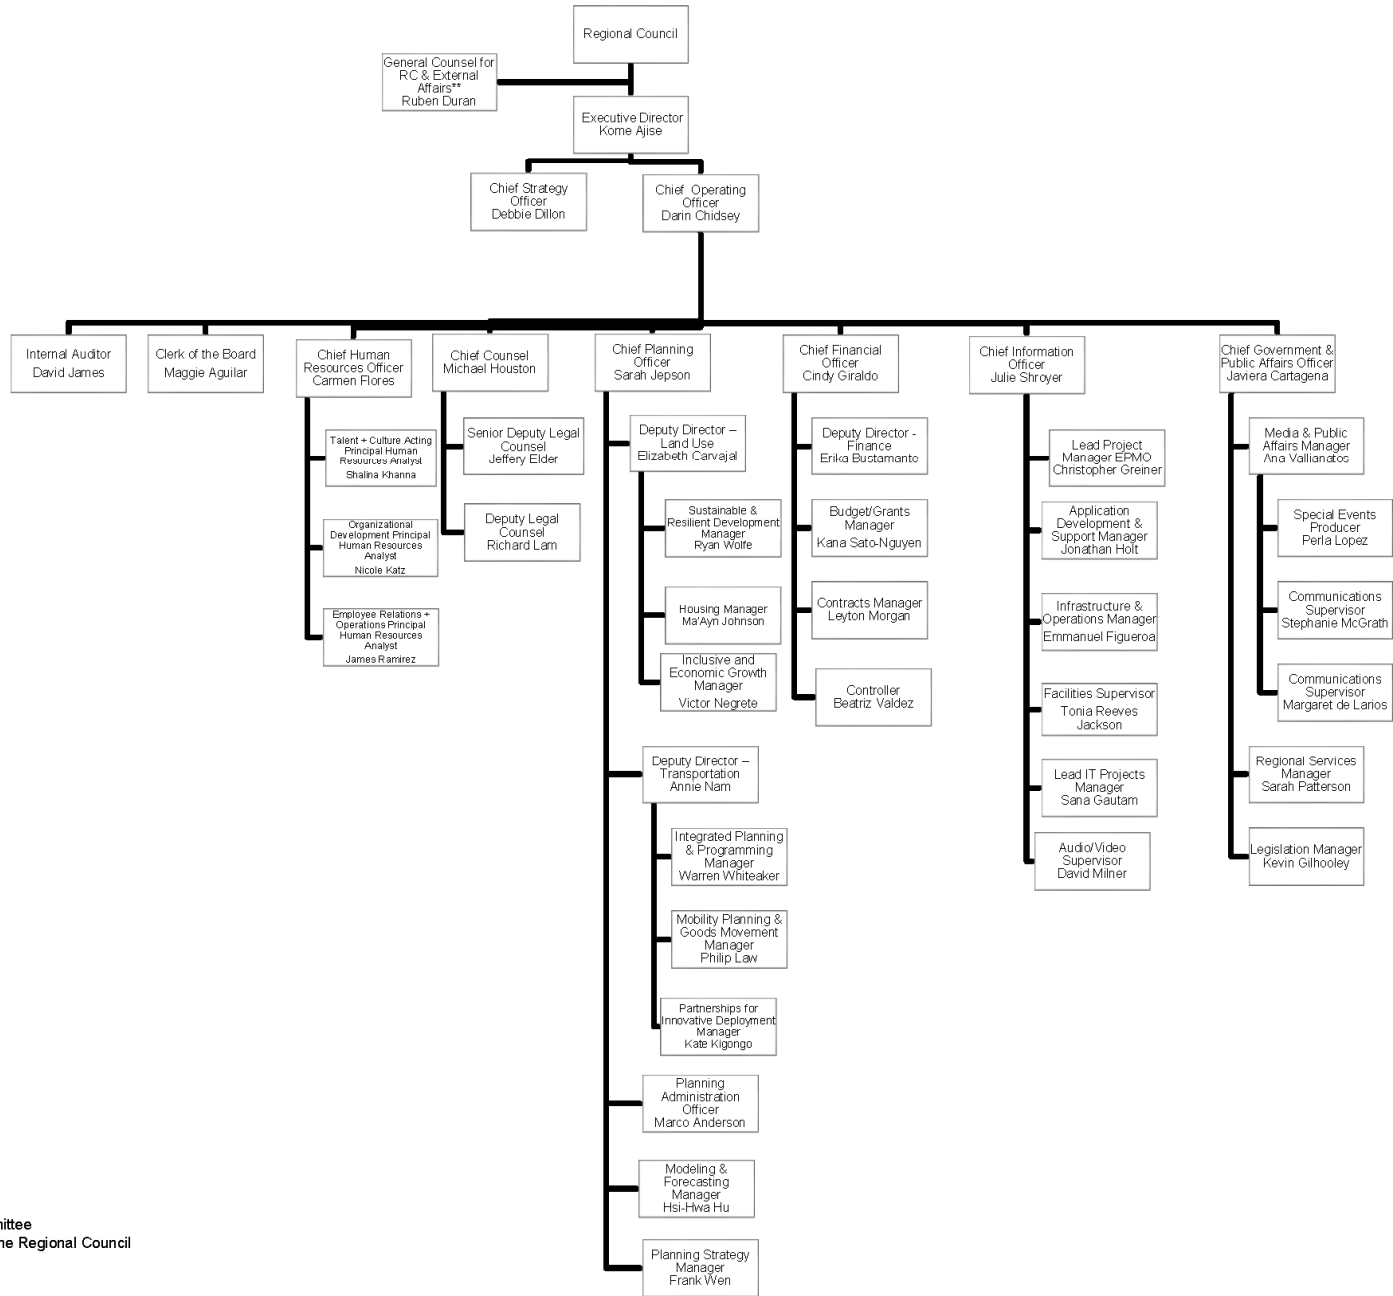 Regional Council
General Counsel for
RC & External
Affairs**
Ruben Duran
Executive Director
Kome Ajise
Chief Strategy
Officer
Debbie Dillon
Chief Operating
Officer
Darin Chidsey
Internal Auditor
David James
Clerk of the Board
Maggie Aguilar
Chief Human
Resources Officer
Carmen Flores
Talent + Culture Acting
Principal Human
Resources Analyst
Shalina Khanna
Organizational
Development Principal
Human Resources
Analyst
Nicole Katz
Employee Relations +
Operations Principal
Human Resources
Analyst
James Ramirez
Chief Counsel
Michael Houston
Senior Deputy Legal
Counsel
Jeffery Elder
Deputy Legal
Counsel
Richard Lam
Chief Planning
Officer
Sarah Jepson
Deputy Director –
Land Use
Elizabeth Carvajal
Sustainable &
Resilient Development
Manager
Ryan Wolfe
Housing Manager
Ma'Ayn Johnson
Inclusive and
Economic Growth
Manager
Victor Negrete
Deputy Director –
Transportation
Annie Nam
Integrated Planning
& Programming
Manager
Warren Whiteaker
Mobility Planning &
Goods Movement
Manager
Philip Law
Partnerships for
Innovative Deployment
Manager
Kate Kigongo
Planning
Administration
Officer
Marco Anderson
Modeling &
Forecasting
Manager
Hsi-Hwa Hu
Planning Strategy
Manager
Frank Wen
Chief Financial
Officer
Cindy Giraldo
Deputy Director -
Finance
Erika Bustamante
Budget/Grants
Manager
Kana Sato-Nguyen
Contracts Manager
Leyton Morgan
Controller
Beatriz Valdez
Chief Information
Officer
Julie Shroyer
Lead Project
Manager EPMO
Christopher Greiner
Application
Development &
Support Manager
Jonathan Holt
Infrastructure &
Operations Manager
Emmanuel Figueroa
Facilities Supervisor
Tonia Reeves
Jackson
Lead IT Projects
Manager
Sana Gautam
Audio/Video
Supervisor
David Milner
Chief Government &
Public Affairs Officer
Javiera Cartagena
Media & Public
Affairs Manager
Ana Vallianatos
Special Events
Producer
Perla Lopez
Communications
Supervisor
Stephanie McGrath
Communications
Supervisor
Margaret de Larios
Regional Services
Manager
Sarah Patterson
Legislation Manager
Kevin Gilhooley
ittee
ne Regional Council